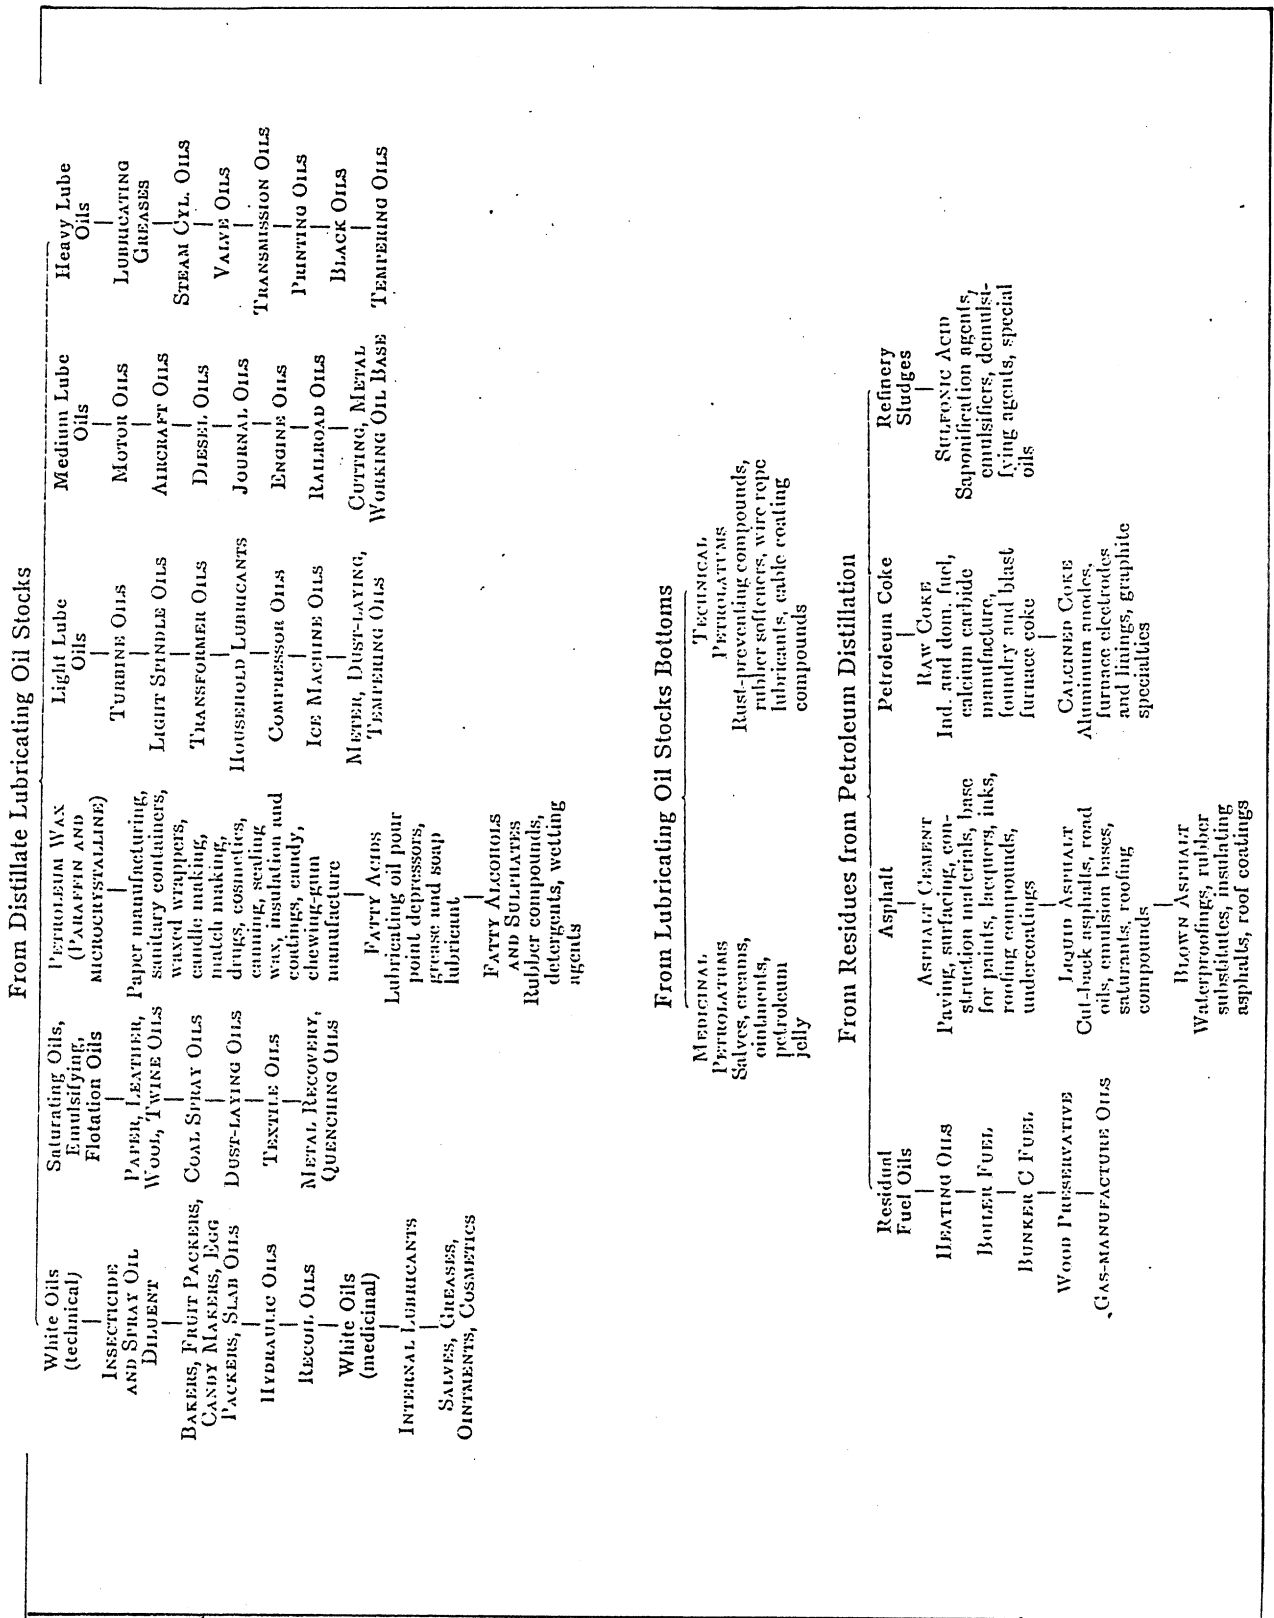 From Distillate Lubricating Oil Stocks
White Oils
(technical)
INSECTICIDE
AND SPRAY OIL
DILUENT
BAKERS, FRUIT PACKERS,
CANDY MAKERS, EGG
PACKERS, SLAB OILS
HYDRAULIC OILS
RECOIL OILS
White Oils
(medicinal)
INTERNAL LUBRICANTS
SALVES, GREASES,
OINTMENTS, COSMETICS
Saturating Oils,
Emulsifying,
Flotation Oils
PAPER, LEATHER,
WOOL, TWINE OILS
COAL SPRAY OILS
DUST-LAYING OILS
TEXTILE OILS
METAL RECOVERY,
QUENCHING OILS
PETROLEUM WAX
(PARAFFIN AND
MICROCRYSTALLINE)
Paper manufacturing,
sanitary containers,
waxed wrappers,
candle making,
match making,
drugs, cosmetics,
canning, sealing
wax, insulation and
coatings, candy,
chewing-gum
manufacture
FATTY ACIDS
Lubricating oil pour
point depressors,
grease and soap
lubricant
FATTY ALCOHOLS
AND SULPHATES
Rubber compounds,
detergents, wetting
agents
Light Lube
Oils
TURBINE OILS
LIGHT SPINDLE OILS
TRANSFORMER OILS
HOUSEHOLD LUBRICANTS
COMPRESSOR OILS
ICE MACHINE OILS
METER, DUST-LAYING,
TEMPERING OILS
Medium Lube
Oils
MOTOR OILS
AIRCRAFT OILS
DIESEL OILS
JOURNAL OILS
ENGINE OILS
RAILROAD OILS
CUTTING, METAL
WORKING OIL BASE
Heavy Lube
Oils
LUBRICATING
GREASES
STEAM CYL. OILS
VALVE OILS
TRANSMISSION OILS
PRINTING OILS
BLACK OILS
TEMPERING OILS
From Lubricating Oil Stocks Bottoms
MEDICINAL
PETROLATUMS
Salves, creams,
ointments,
petroleum
jelly
TECHNICAL
PETROLATUMS
Rust-preventing compounds,
rubber softeners, wire rope
lubricants, cable coating
compounds
From Residues from Petroleum Distillation
Residual
Fuel Oils
HEATING OILS
BOILER FUEL
BUNKER C FUEL
WOOD PRESERVATIVE
GAS-MANUFACTURE OILS
Asphalt
ASPHALT CEMENT
Paving, surfacing, con-
struction materials, base
for paints, lacquers, inks,
roofing compounds,
undercoatings
LIQUID ASPHALT
Cut-back asphalts, road
oils, emulsion bases,
saturants, roofing
compounds
BLOWN ASPHALT
Waterproofings, rubber
substitutes, insulating
asphalts, roof coatings
Petroleum Coke
RAW COKE
Ind. and dom. fuel,
calcium carbide
manufacture,
foundry and blast
furnace coke
CALCINED COKE
Aluminum anodes,
furnace electrodes
and linings, graphite
specialties
Refinery
Sludges
SULFONIC ACID
Saponification agents,
emulsifiers, demulsi-
fying agents, special
oils